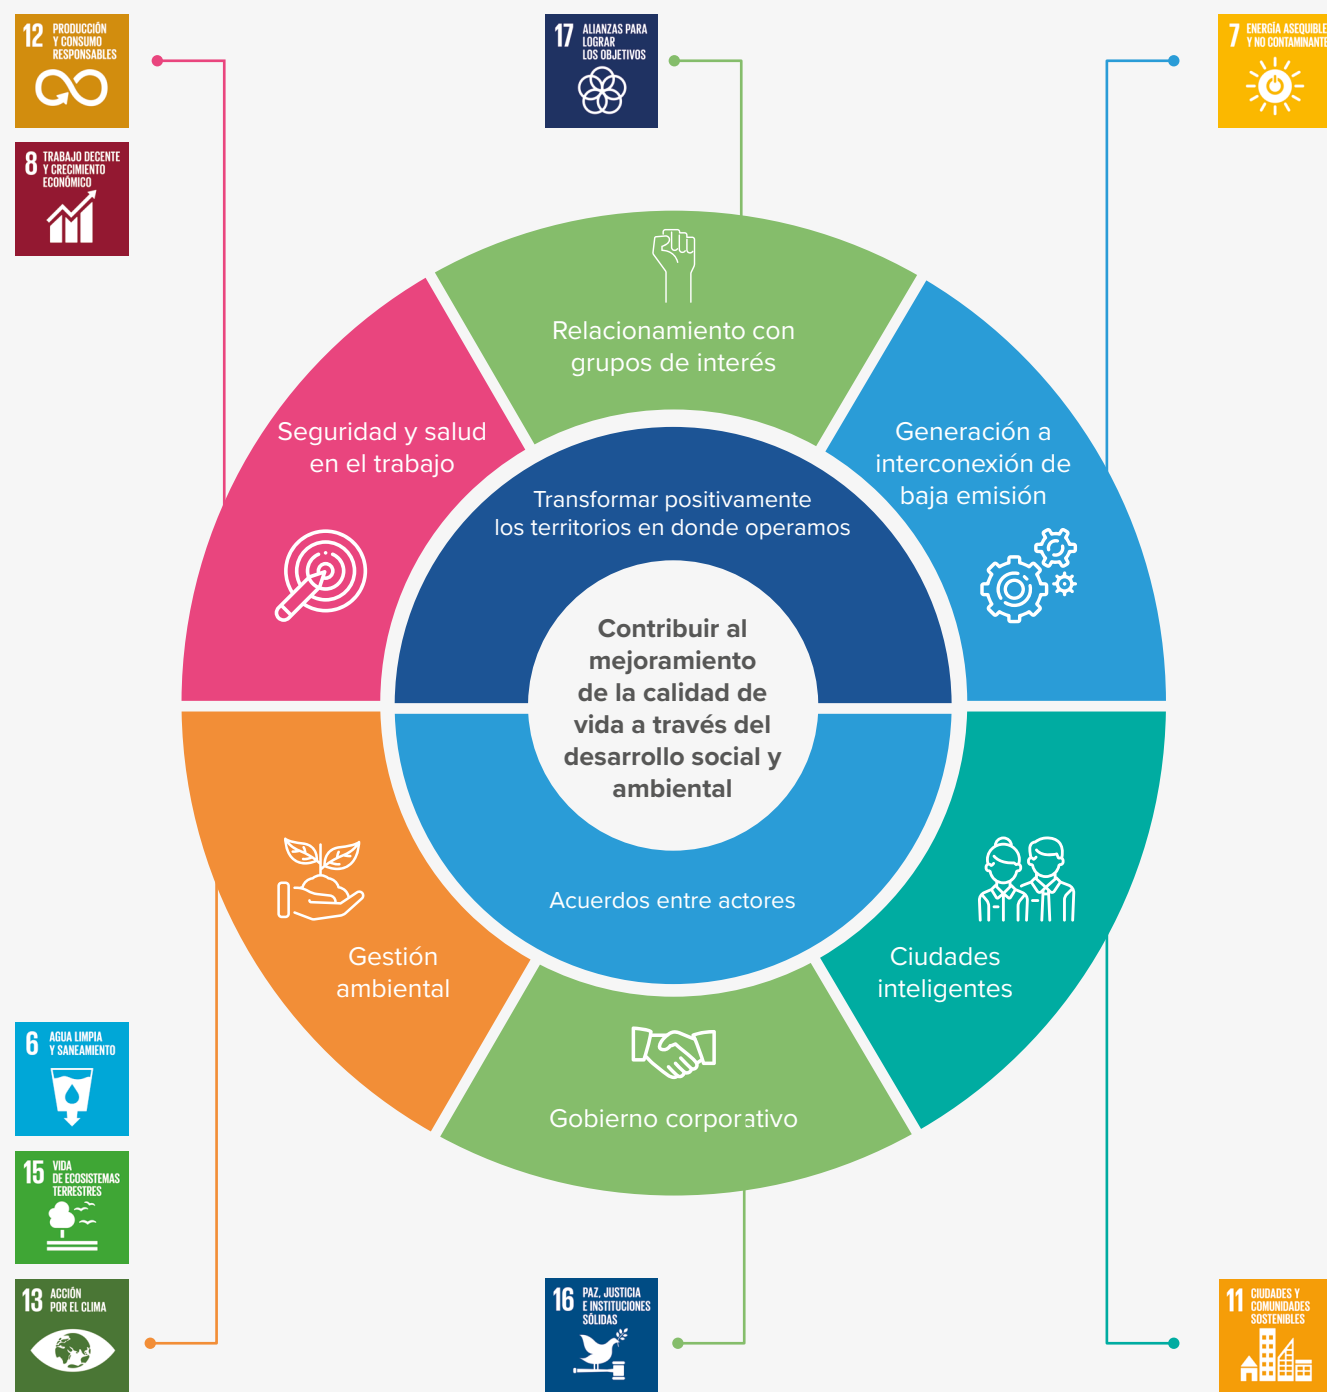 12 PRODUCCIÓN
Y CONSUMO
RESPONSABLES
17 ALIANZAS PARA
LOGRAR
LOS OBJETIVOS
7 ENERGÍA ASEQUIBLE
Y NO CONTAMINANTE
8 TRABAJO DECENTE
Y CRECIMIENTO
ECONÓMICO
Relacionamiento con
grupos de interés
Seguridad y salud
en el trabajo
Generación a
interconexión de
baja emisión
Transformar positivamente
los territorios en donde operamos
Contribuir al
mejoramiento
de la calidad de
vida a través del
desarrollo social y
ambiental
Acuerdos entre actores
Gestión
ambiental
Ciudades
inteligentes
Gobierno corporativo
6 AGUA LIMPIA
Y SANEAMIENTO
15 VIDA
DE ECOSISTEMAS
TERRESTRES
13 ACCIÓN
POR EL CLIMA
16 PAZ, JUSTICIA
E INSTITUCIONES
SÓLIDAS
11 CIUDADES Y
COMUNIDADES
SOSTENIBLES